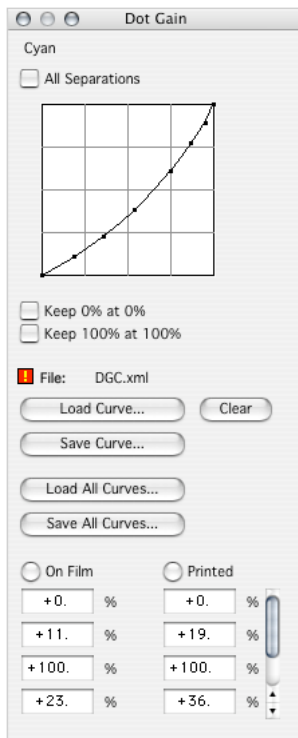 Dot Gain
Cyan
All Separations
Keep 0% at 0%
Keep 100% at 100%
! File: DGC.xml
Load Curve... Clear
Save Curve...
Load All Curves...
Save All Curves...
On Film Printed
+0. % +0. %
+11. % +19. %
+100. % +100. %
+23. % +36. %